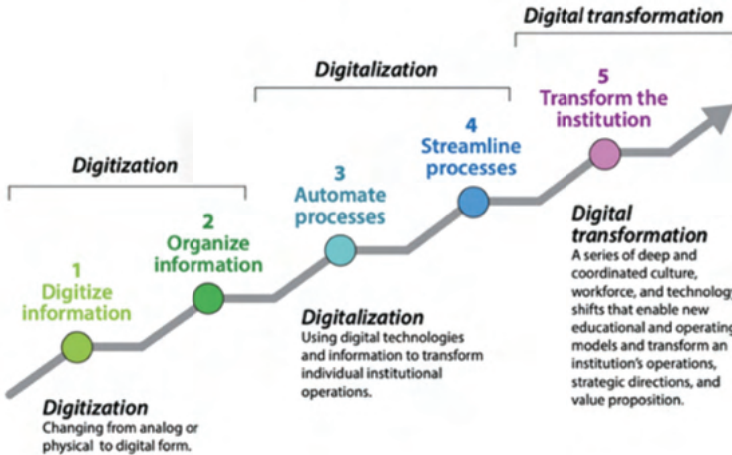 Digital transformation
Digitalization
5
Transform the
institution
4
Streamline
processes
Digitization
3
Automate
processes
2
Organize
information
1
Digitize
information
Digital
transformation
A series of deep and
coordinated culture,
workforce, and technology
shifts that enable new
educational and operating
models and transform an
institution's operations,
strategic directions, and
value proposition.
Digitalization
Using digital technologies
and information to transform
individual institutional
operations.
Digitization
Changing from analog or
physical to digital form.